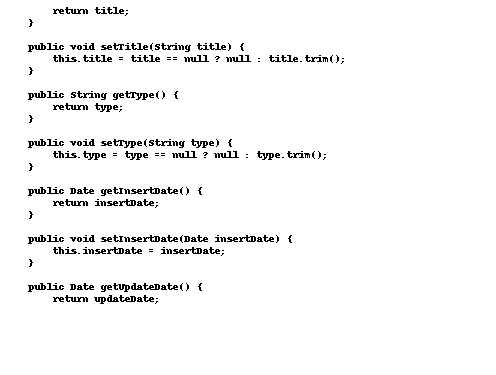 return title;
    }

    public void setTitle(String title) {
        this.title = title == null ? null : title.trim();
    }

    public String getType() {
        return type;
    }

    public void setType(String type) {
        this.type = type == null ? null : type.trim();
    }

    public Date getInsertDate() {
        return insertDate;
    }

    public void setInsertDate(Date insertDate) {
        this.insertDate = insertDate;
    }

    public Date getUpdateDate() {
        return updateDate;